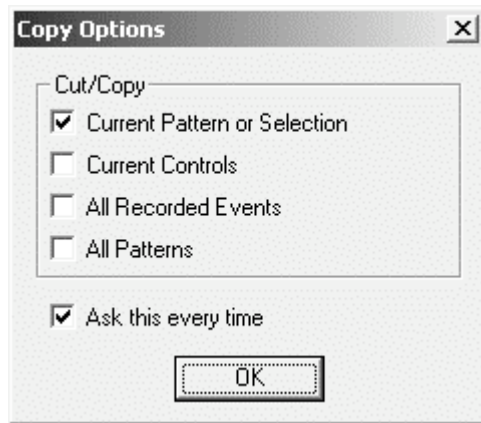 Copy Options
Cut/Copy
Current Pattern or Selection
Current Controls
All Recorded Events
All Patterns
Ask this every time
OK